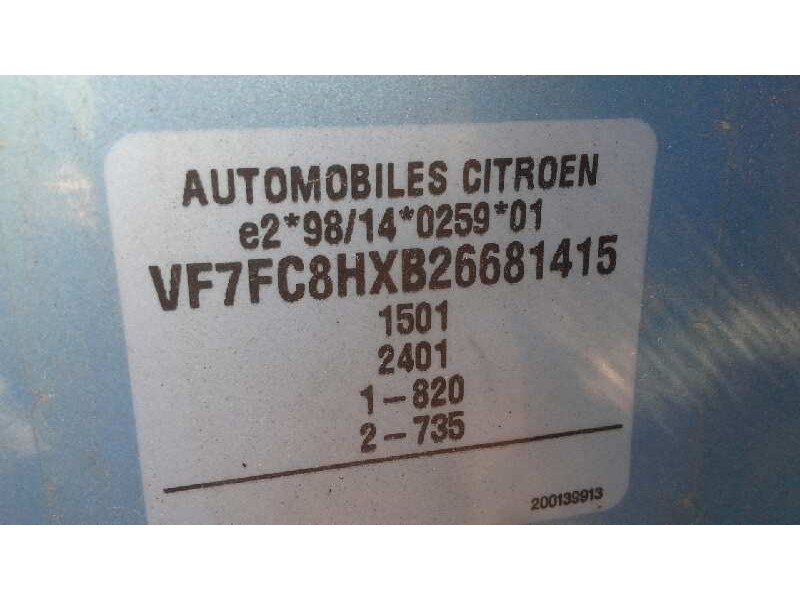 AUTOMOBILES CITROEN
e2*98/14*0259*01
VF7FC8HXB26681415
1501
2401
1-820
2-735
200139913